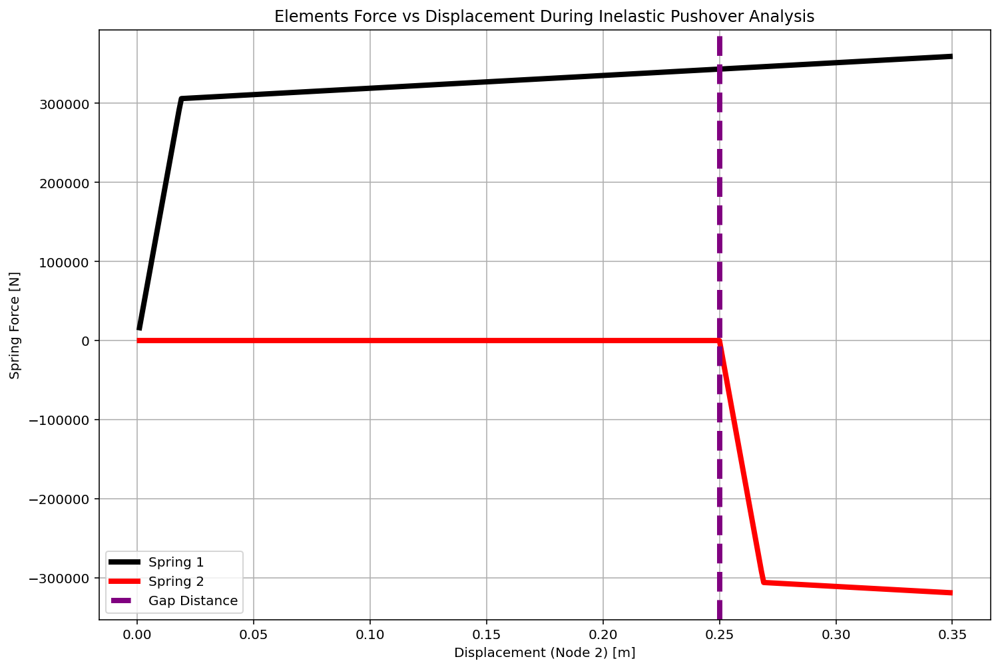 Elements Force vs Displacement During Inelastic Pushover Analysis
Spring Force [N]
300000
200000
100000
0
−100000
−200000
−300000
Spring 1
Spring 2
Gap Distance
0.00 0.05 0.10 0.15 0.20 0.25 0.30 0.35
Displacement (Node 2) [m]